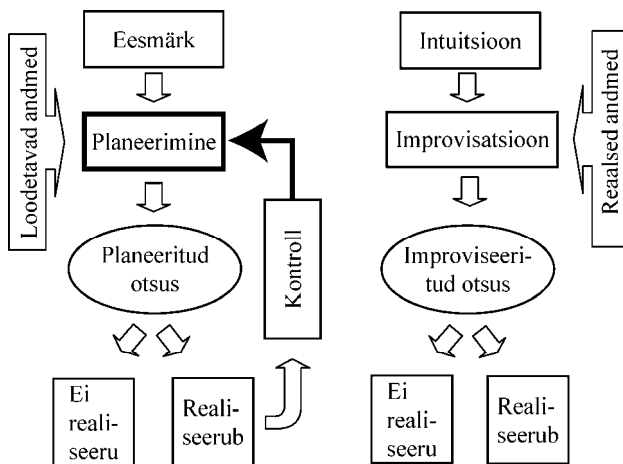 Eesmärk
Intuitsioon
Loodetavad andmed
Planeerimine
Improvisatsioon
Reaalsed andmed
Planeeritud
otsus
Kontroll
Improviseeri-
tud otsus
Ei
reali-
seeru
Reali-
seerub
Ei
reali-
seeru
Reali-
seerub